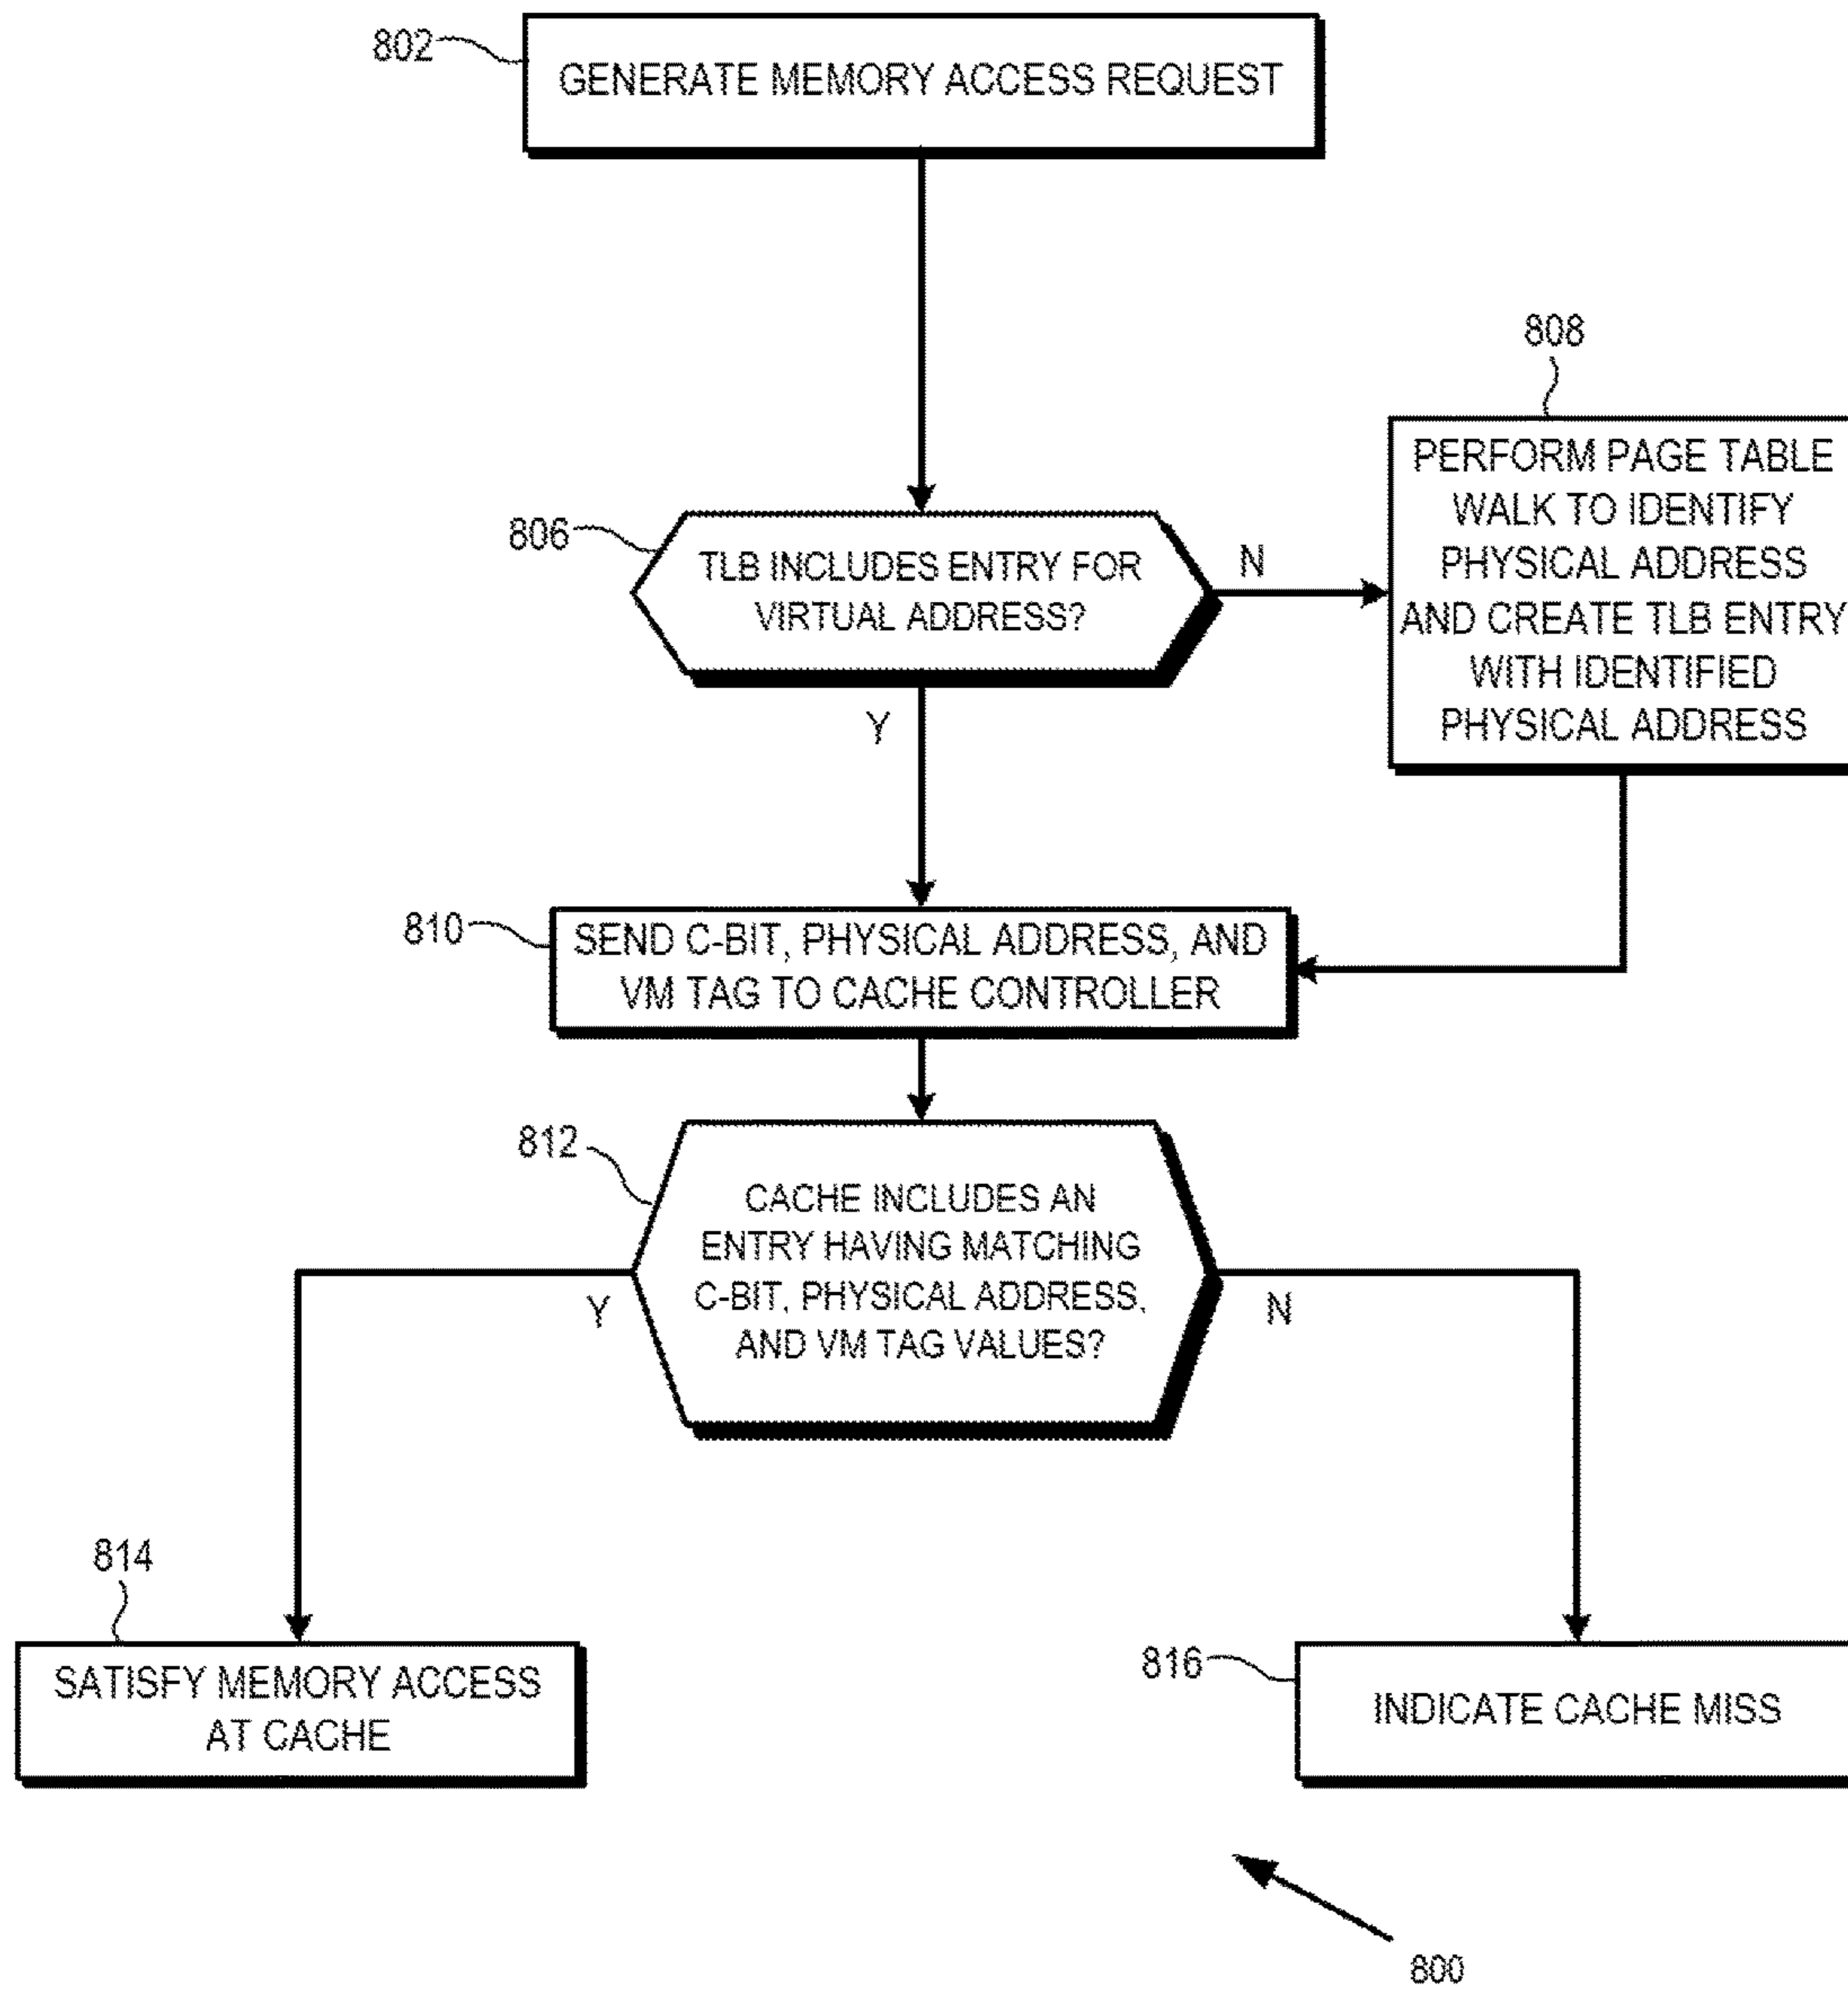 802
GENERATE MEMORY ACCESS REQUEST
808
806
TLB INCLUDES ENTRY FOR
VIRTUAL ADDRESS?
N
PERFORM PAGE TABLE
WALK TO IDENTIFY
PHYSICAL ADDRESS
AND CREATE TLB ENTRY
WITH IDENTIFIED
PHYSICAL ADDRESS
Y
810
SEND C-BIT, PHYSICAL ADDRESS, AND
VM TAG TO CACHE CONTROLLER
812
CACHE INCLUDES AN
ENTRY HAVING MATCHING
C-BIT, PHYSICAL ADDRESS,
AND VM TAG VALUES?
Y
N
814
SATISFY MEMORY ACCESS
AT CACHE
816
INDICATE CACHE MISS
800